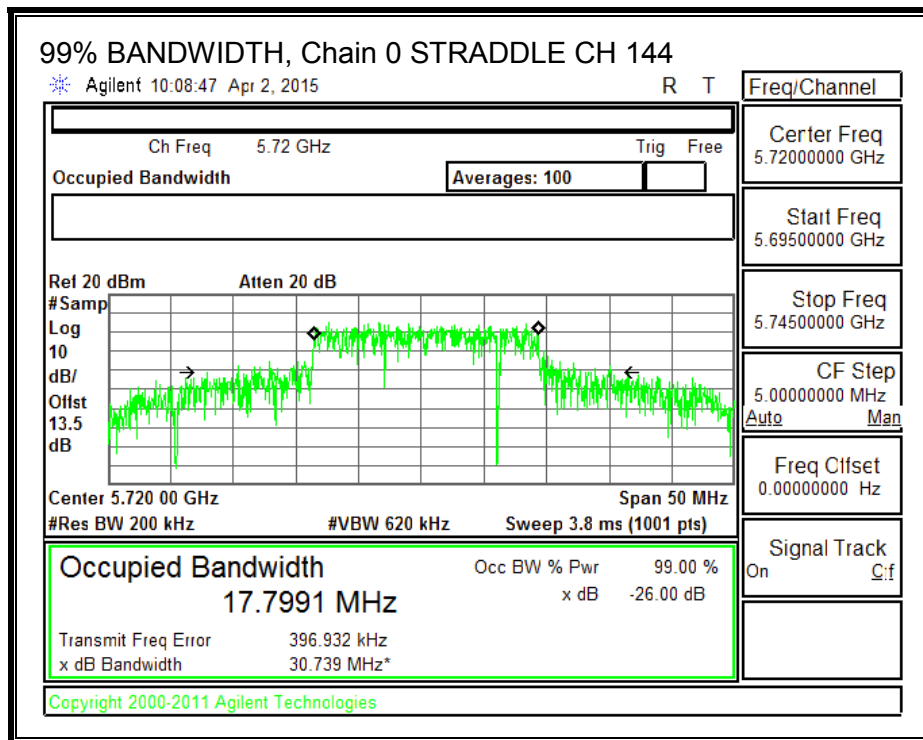 99% BANDWIDTH, Chain 0 STRADDLE CH 144
Agilent 10:08:47 Apr 2, 2015 R T
Freq/Channel
Ch Freq 5.72 GHz Trig Free
Occupied Bandwidth Averages: 100
Center Freq
5.72000000 GHz
Start Freq
5.69500000 GHz
Stop Freq
5.74500000 GHz
CF Step
5.00000000 MHz
Auto Man
Freq Offset
0.00000000 Hz
Signal Track
On Off
Ref 20 dBm Atten 20 dB
#Samp
Log
10
dB/
Offst
13.5
dB
Center 5.720 00 GHz Span 50 MHz
#Res BW 200 kHz #VBW 620 kHz Sweep 3.8 ms (1001 pts)
Occupied Bandwidth
17.7991 MHz
Occ BW % Pwr 99.00 %
x dB -26.00 dB
Transmit Freq Error 396.932 kHz
x dB Bandwidth 30.739 MHz*
Copyright 2000-2011 Agilent Technologies